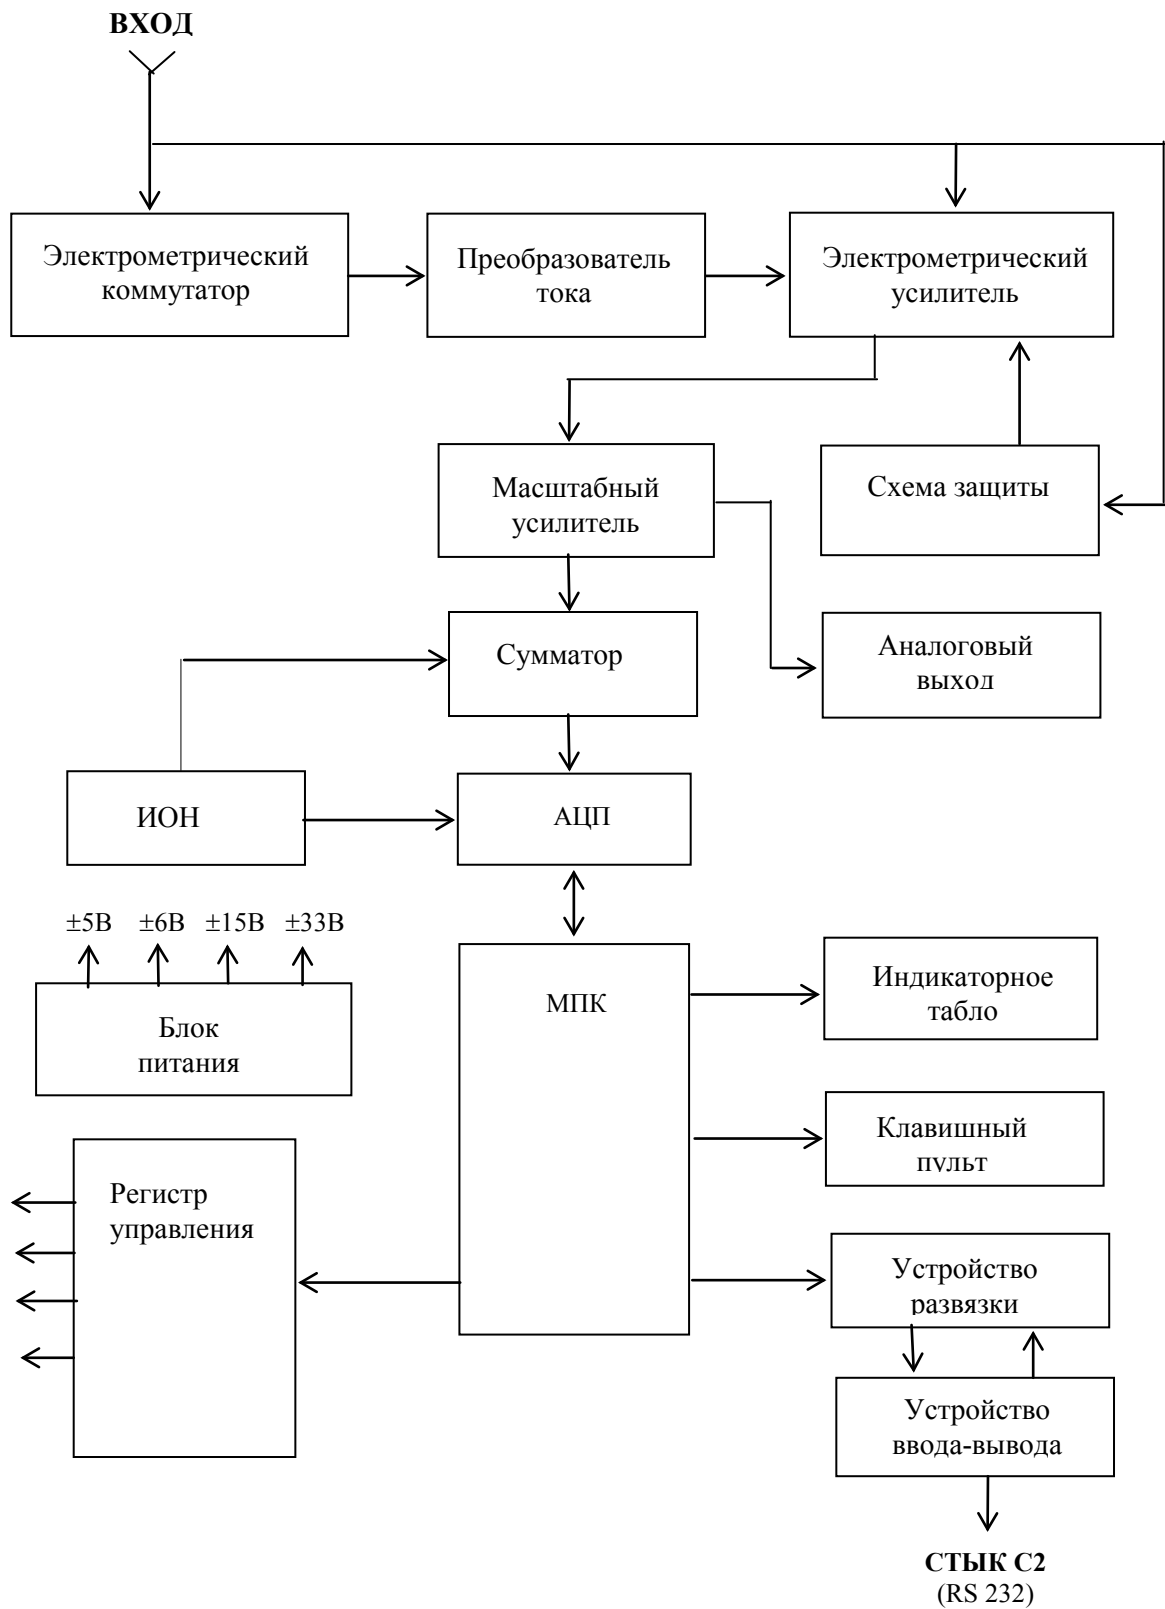 ВХОД
Электрометрический
коммутатор
Преобразователь
тока
Электрометрический
усилитель
Масштабный
усилитель
Схема защиты
Сумматор
Аналоговый
выход
ИОН
АЦП
±5В ±6В ±15В ±33В
Блок
питания
МПК
Индикаторное
табло
Клавишный
пульт
Регистр
управления
Устройство
развязки
Устройство
ввода-вывода
СТЫК С2
(RS 232)